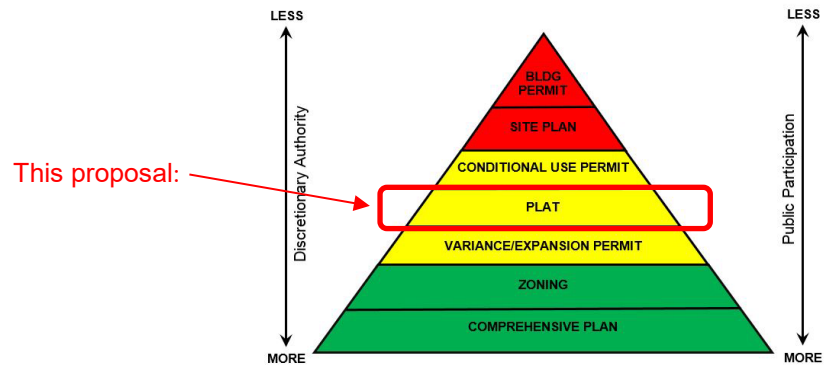 LESS
LESS
BLDG
PERMIT
SITE PLAN
CONDITIONAL USE PERMIT
Discretionary Authority
Public Participation
This proposal:
PLAT
VARIANCE/EXPANSION PERMIT
ZONING
COMPREHENSIVE PLAN
MORE
MORE